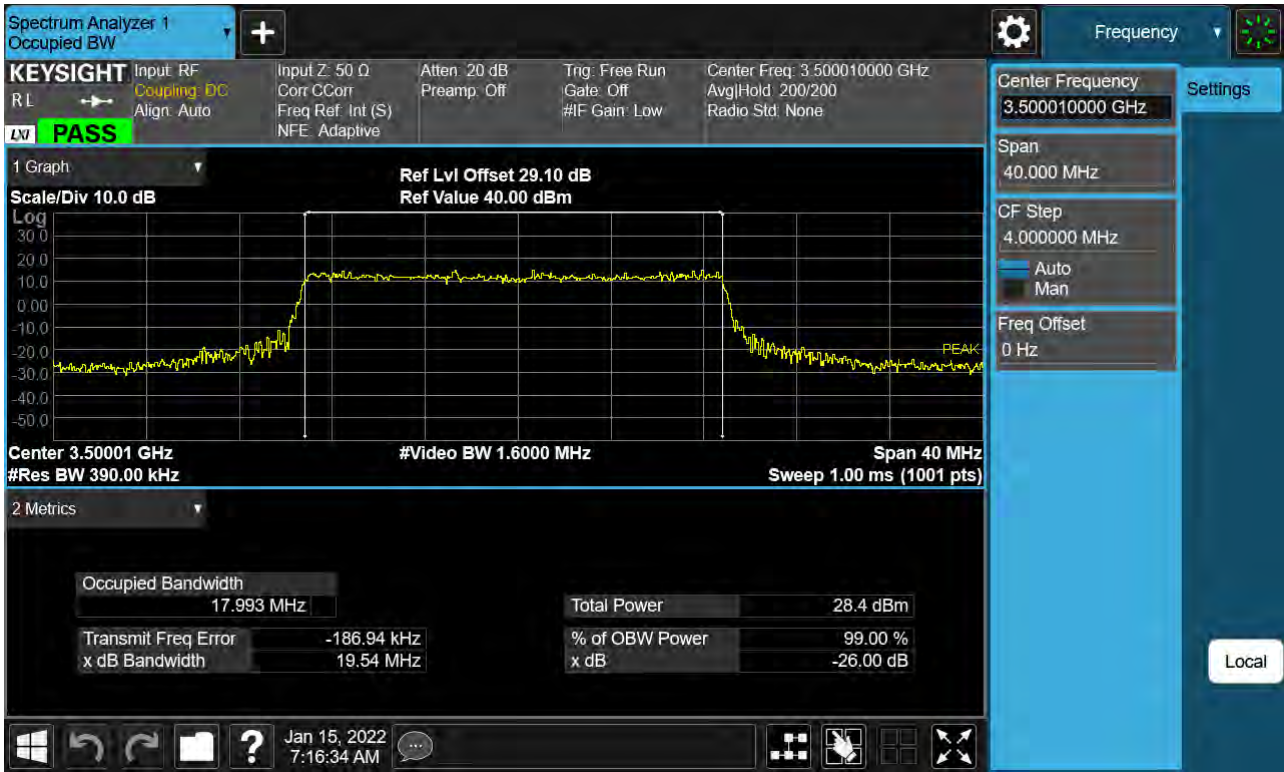 Spectrum Analyzer 1
Occupied BW
+
Frequency
KEYSIGHT
RL
LXI PASS
Input: RF
Coupling: DC
Align: Auto
Input Z: 50 Ω
Corr CCorr
Freq Ref: Int (S)
NFE: Adaptive
Atten: 20 dB
Preamp: Off
Trig: Free Run
Gate: Off
#IF Gain: Low
Center Freq: 3.500010000 GHz
Avg|Hold: 200/200
Radio Std: None
Center Frequency
3.500010000 GHz
Settings
Span
40.000 MHz
CF Step
4.000000 MHz
Auto
Man
Freq Offset
0 Hz
Local
1 Graph
Scale/Div 10.0 dB
Ref Lvl Offset 29.10 dB
Ref Value 40.00 dBm
Log
30.0
20.0
10.0
0.00
-10.0
-20.0
-30.0
-40.0
-50.0
PEAK
Center 3.50001 GHz #Video BW 1.6000 MHz Span 40 MHz
#Res BW 390.00 kHz Sweep 1.00 ms (1001 pts)
2 Metrics
Occupied Bandwidth
17.993 MHz
Transmit Freq Error -186.94 kHz
x dB Bandwidth 19.54 MHz
Total Power 28.4 dBm
% of OBW Power 99.00 %
x dB -26.00 dB
?
Jan 15, 2022
7:16:34 AM